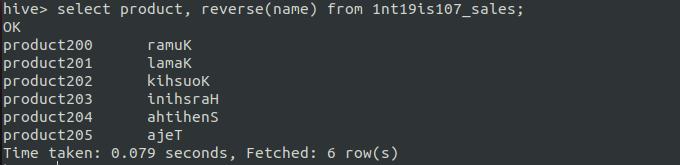 hive> select product, reverse(name) from 1nt19is107_sales;
OK
product200	ramuK
product201	lamaK
product202	kihsuoK
product203	inihsraH
product204	ahtihenS
product205	ajeT
Time taken: 0.079 seconds, Fetched: 6 row(s)